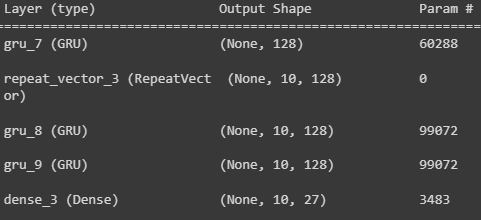 Layer (type) Output Shape Param #
=================================================================
gru_7 (GRU) (None, 128) 60288
repeat_vector_3 (RepeatVect (None, 10, 128) 0
or)
gru_8 (GRU) (None, 10, 128) 99072
gru_9 (GRU) (None, 10, 128) 99072
dense_3 (Dense) (None, 10, 27) 3483